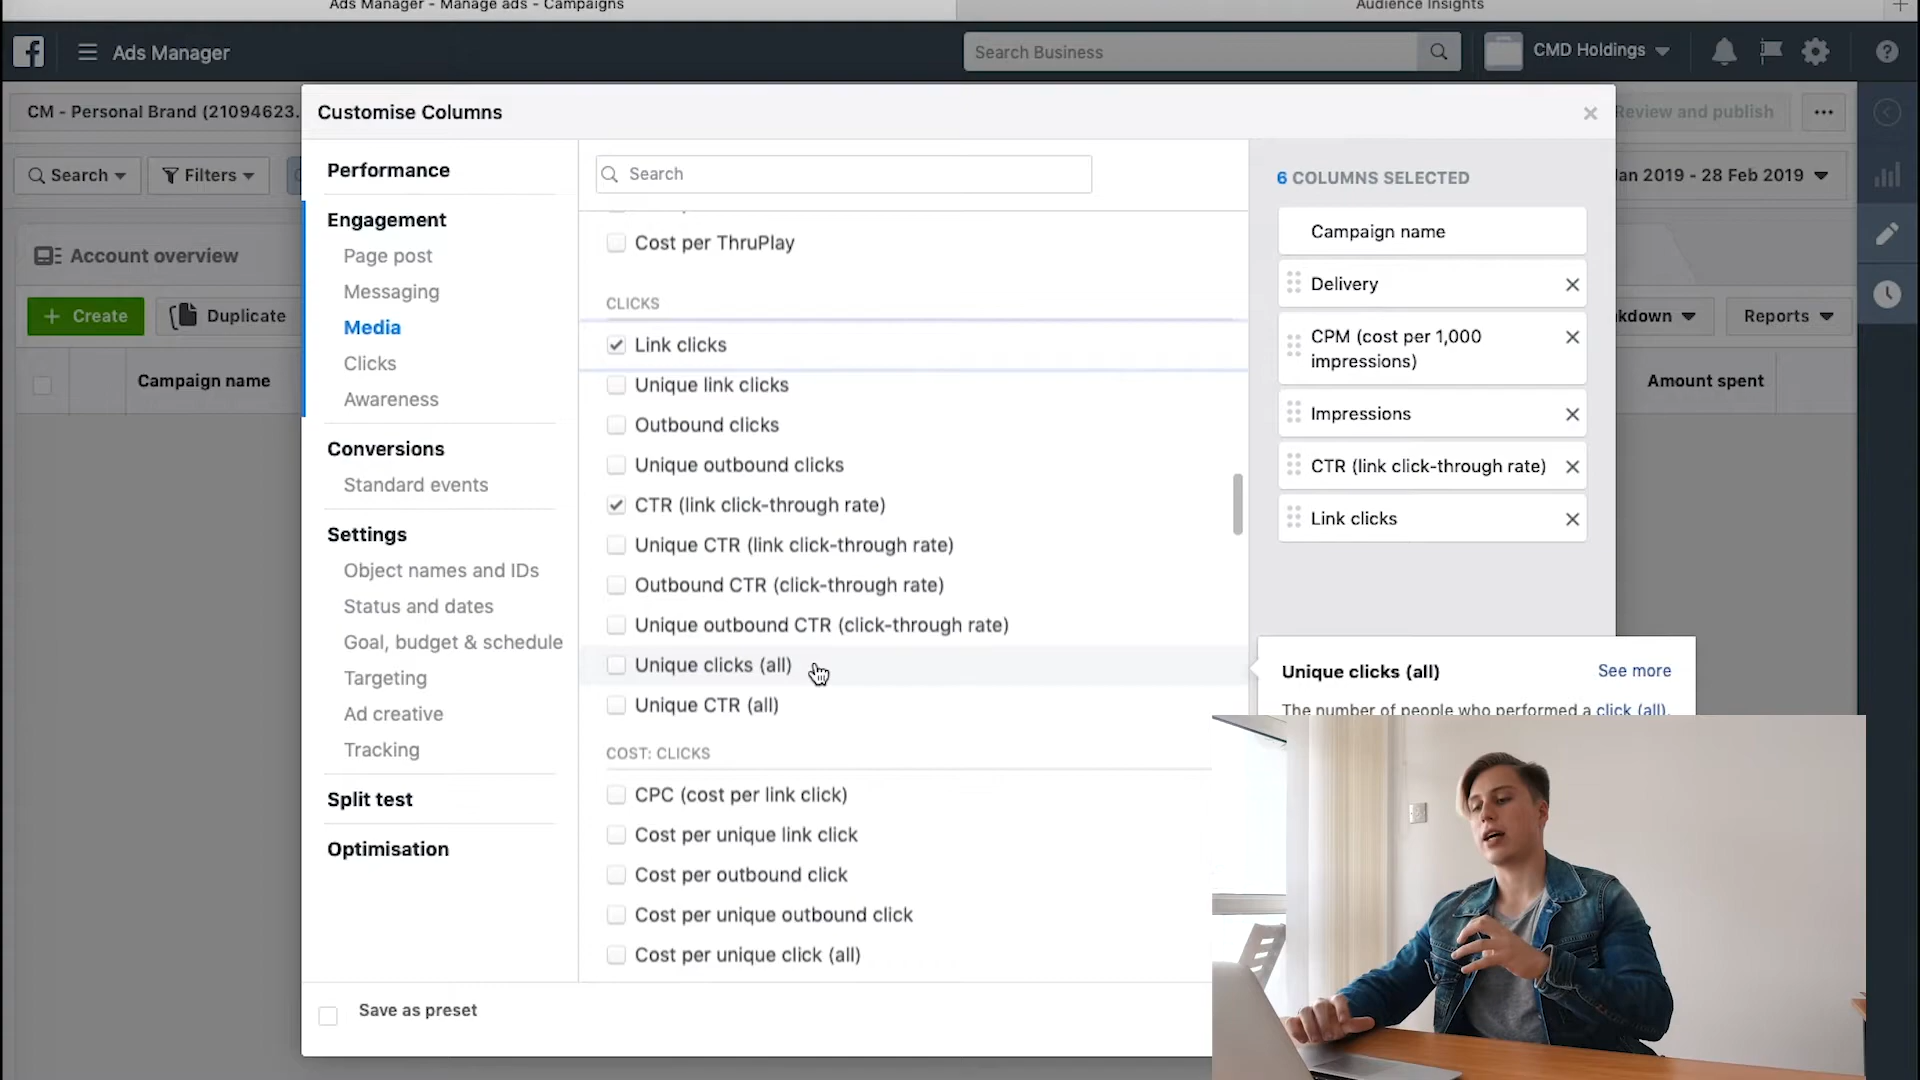 Ads Manager - Manage ads - Campaigns
Audience Insights
Ads Manager
Search Business
CMD Holdings
CM - Personal Brand (21094623.
Customise Columns
Review and publish
Search
Filters
Jan 2019 - 28 Feb 2019
Account overview
Create
Duplicate
kdown
Reports
Campaign name
Amount spent
Performance
Engagement
Page post
Messaging
Media
Clicks
Awareness
Conversions
Standard events
Settings
Object names and IDs
Status and dates
Goal, budget & schedule
Targeting
Ad creative
Tracking
Split test
Optimisation
Search
Cost per ThruPlay
CLICKS
Link clicks
Unique link clicks
Outbound clicks
Unique outbound clicks
CTR (link click-through rate)
Unique CTR (link click-through rate)
Outbound CTR (click-through rate)
Unique outbound CTR (click-through rate)
Unique clicks (all)
Unique CTR (all)
COST: CLICKS
CPC (cost per link click)
Cost per unique link click
Cost per outbound click
Cost per unique outbound click
Cost per unique click (all)
6 COLUMNS SELECTED
Campaign name
Delivery
CPM (cost per 1,000
impressions)
Impressions
CTR (link click-through rate)
Link clicks
Unique clicks (all)
See more
The number of people who performed a click (all).
Save as preset